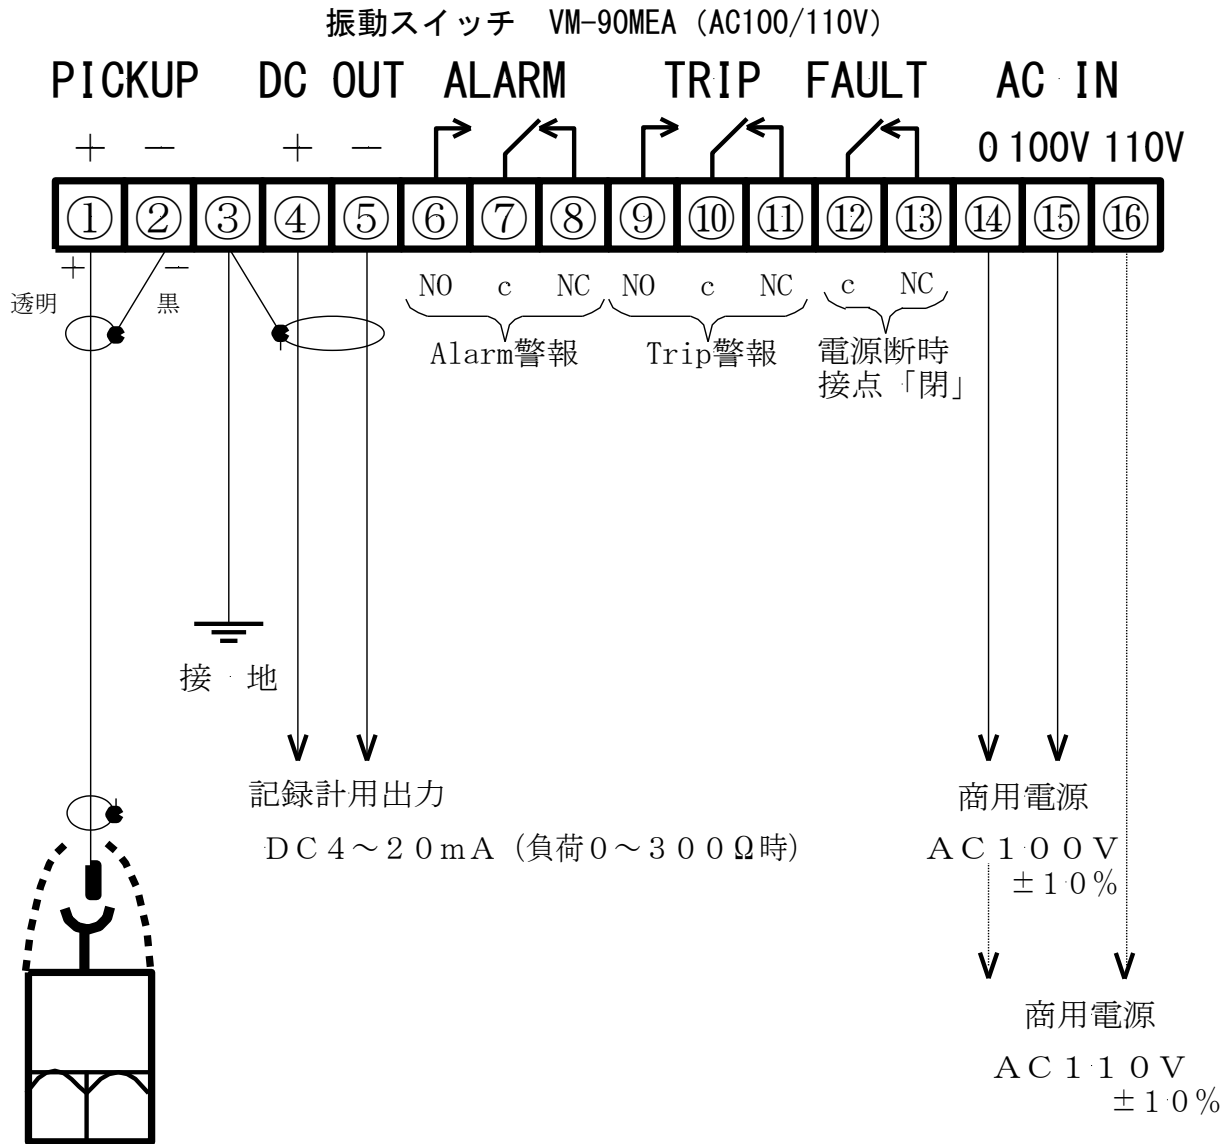 振動スイッチ　VM-90MEA（AC100/110V）
PICKUP DC OUT ALARM TRIP FAULT AC IN
＋ － ＋ － 0 100V 110V
① ② ③ ④ ⑤ ⑥ ⑦ ⑧ ⑨ ⑩ ⑪ ⑫ ⑬ ⑭ ⑮ ⑯
＋ －
透明 黒
NO c NC NO c NC c NC
Alarm警報 Trip警報 電源断時
接点「閉」
接 地
記録計用出力
ＤＣ４～２０ｍＡ（負荷０～３００Ω時）
商用電源
ＡＣ１００Ｖ
±１０％
商用電源
ＡＣ１１０Ｖ
±１０％